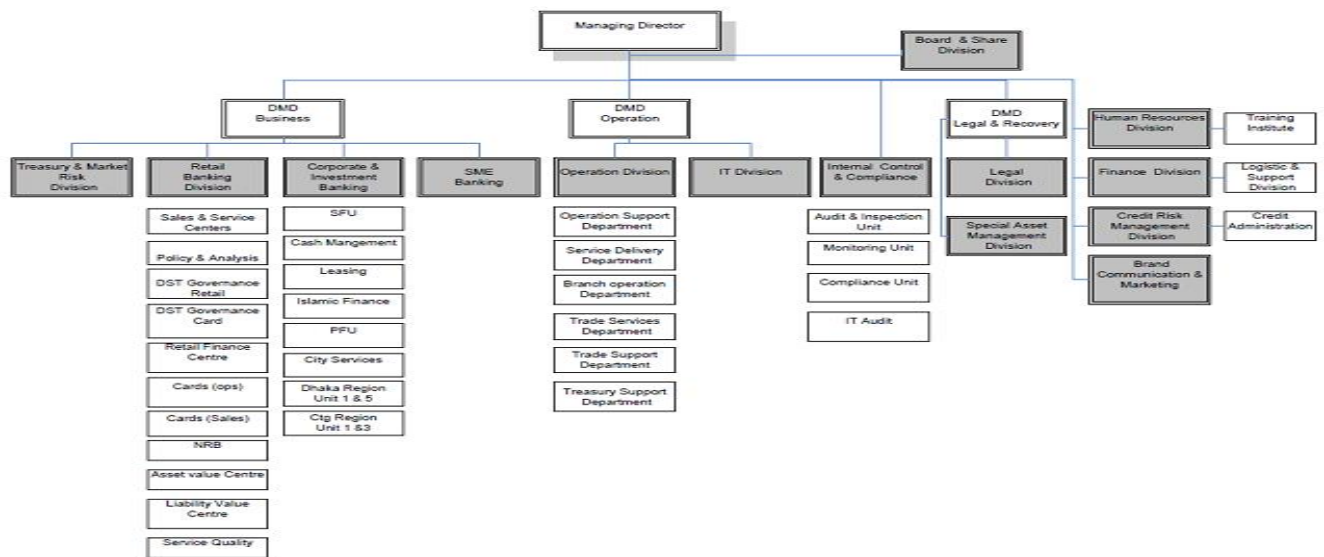 Managing Director
Board & Share
Division
DMD
Business
DMD
Operation
DMD
Legal & Recovery
Human Resources
Division
Training
Institute
Treasury & Market
Risk
Division
Retail
Banking
Division
Corporate &
Investment
Banking
SME
Banking
Operation Division
IT Division
Internal Control
& Compliance
Legal
Division
Finance Division
Logistic &
Support
Division
Sales & Service
Centers
Policy & Analysis
DST Governance
Retail
DST Governance
Card
Retail Finance
Centre
Cards (ops)
Cards (Sales)
NRB
Asset value Centre
Liability Value
Centre
Service Quality
SFU
Cash Mangement
Leasing
Islamic Finance
PFU
City Services
Dhaka Region
Unit 1 & 5
Ctg Region
Unit 1 &3
Operation Support
Department
Service Delivery
Department
Branch operation
Department
Trade Services
Department
Trade Support
Department
Treasury Support
Department
Audit & Inspection
Unit
Monitoring Unit
Compliance Unit
IT Audit
Special Asset
Management
Division
Credit Risk
Management
Division
Credit
Administration
Brand
Communication &
Marketing